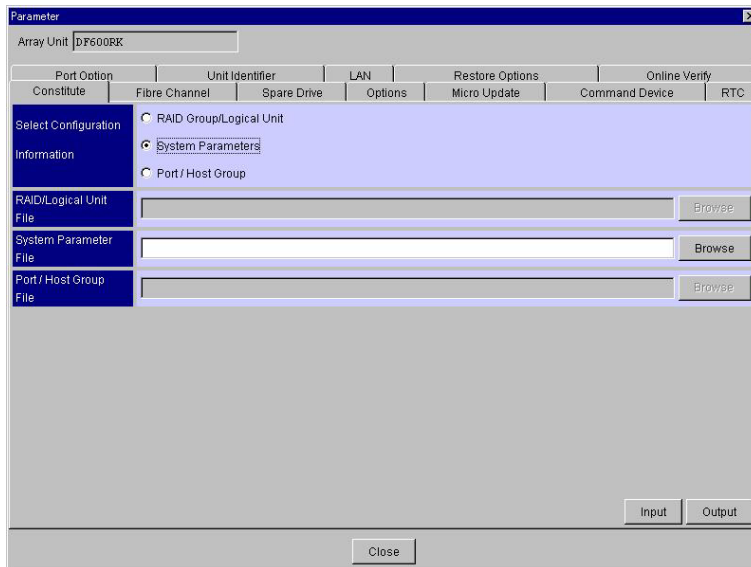 Parameter
Array Unit DF600RK
Port Option Unit Identifier LAN Restore Options Online Verify
Constitute Fibre Channel Spare Drive Options Micro Update Command Device RTC
Select Configuration
Information
RAID Group/Logical Unit
System Parameters
Port / Host Group
RAID/Logical Unit
File
Browse
System Parameter
File
Browse
Port / Host Group
File
Browse
Input Output
Close